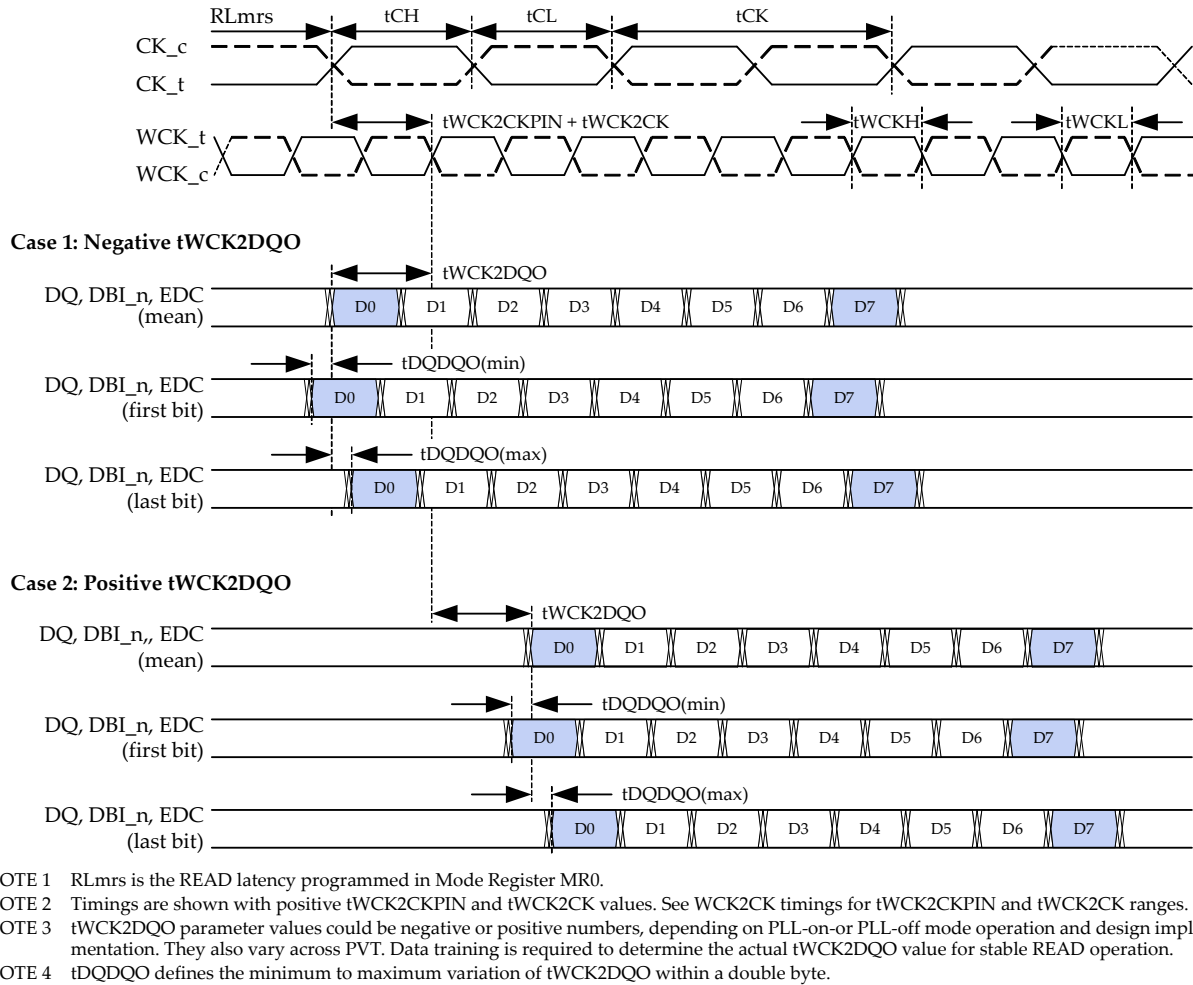 RLmrs tCH tCL tCK
CK_c
CK_t
tWCK2CKPIN + tWCK2CK tWCKH tWCKL
WCK_t
WCK_c
Case 1: Negative tWCK2DQO
tWCK2DQO
DQ, DBI_n, EDC
(mean)
D0 D1 D2 D3 D4 D5 D6 D7
tDQDQO(min)
DQ, DBI_n, EDC
(first bit)
D0 D1 D2 D3 D4 D5 D6 D7
tDQDQO(max)
DQ, DBI_n, EDC
(last bit)
D0 D1 D2 D3 D4 D5 D6 D7
Case 2: Positive tWCK2DQO
tWCK2DQO
DQ, DBI_n,, EDC
(mean)
D0 D1 D2 D3 D4 D5 D6 D7
tDQDQO(min)
DQ, DBI_n, EDC
(first bit)
D0 D1 D2 D3 D4 D5 D6 D7
tDQDQO(max)
DQ, DBI_n, EDC
(last bit)
D0 D1 D2 D3 D4 D5 D6 D7
OTE 1 RLmrs is the READ latency programmed in Mode Register MR0.
OTE 2 Timings are shown with positive tWCK2CKPIN and tWCK2CK values. See WCK2CK timings for tWCK2CKPIN and tWCK2CK ranges.
OTE 3 tWCK2DQO parameter values could be negative or positive numbers, depending on PLL-on-or PLL-off mode operation and design impl
mentation. They also vary across PVT. Data training is required to determine the actual tWCK2DQO value for stable READ operation.
OTE 4 tDQDQO defines the minimum to maximum variation of tWCK2DQO within a double byte.